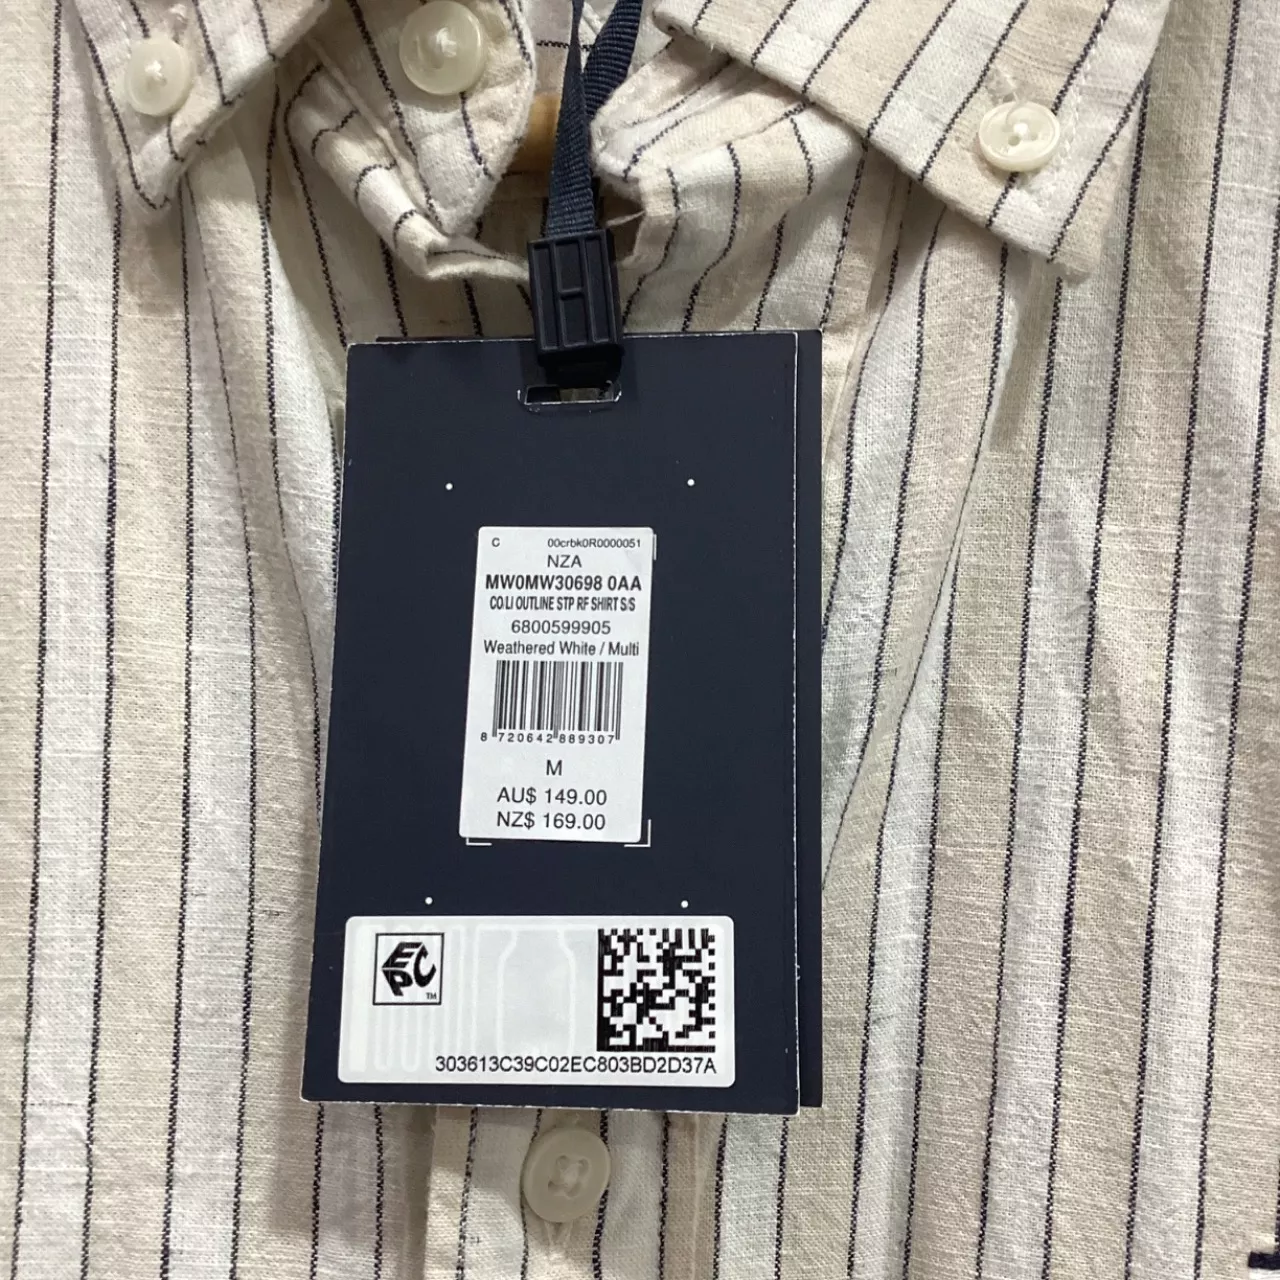 C 00crbk0R0000051
NZA
MW0MW30698 0AA
CO LI OUTLINE STP RF SHIRT S/S
6800599905
Weathered White / Multi
8 720642 889307
M
AU$ 149.00
NZ$ 169.00
EPC TM
303613C39C02EC803BD2D37A